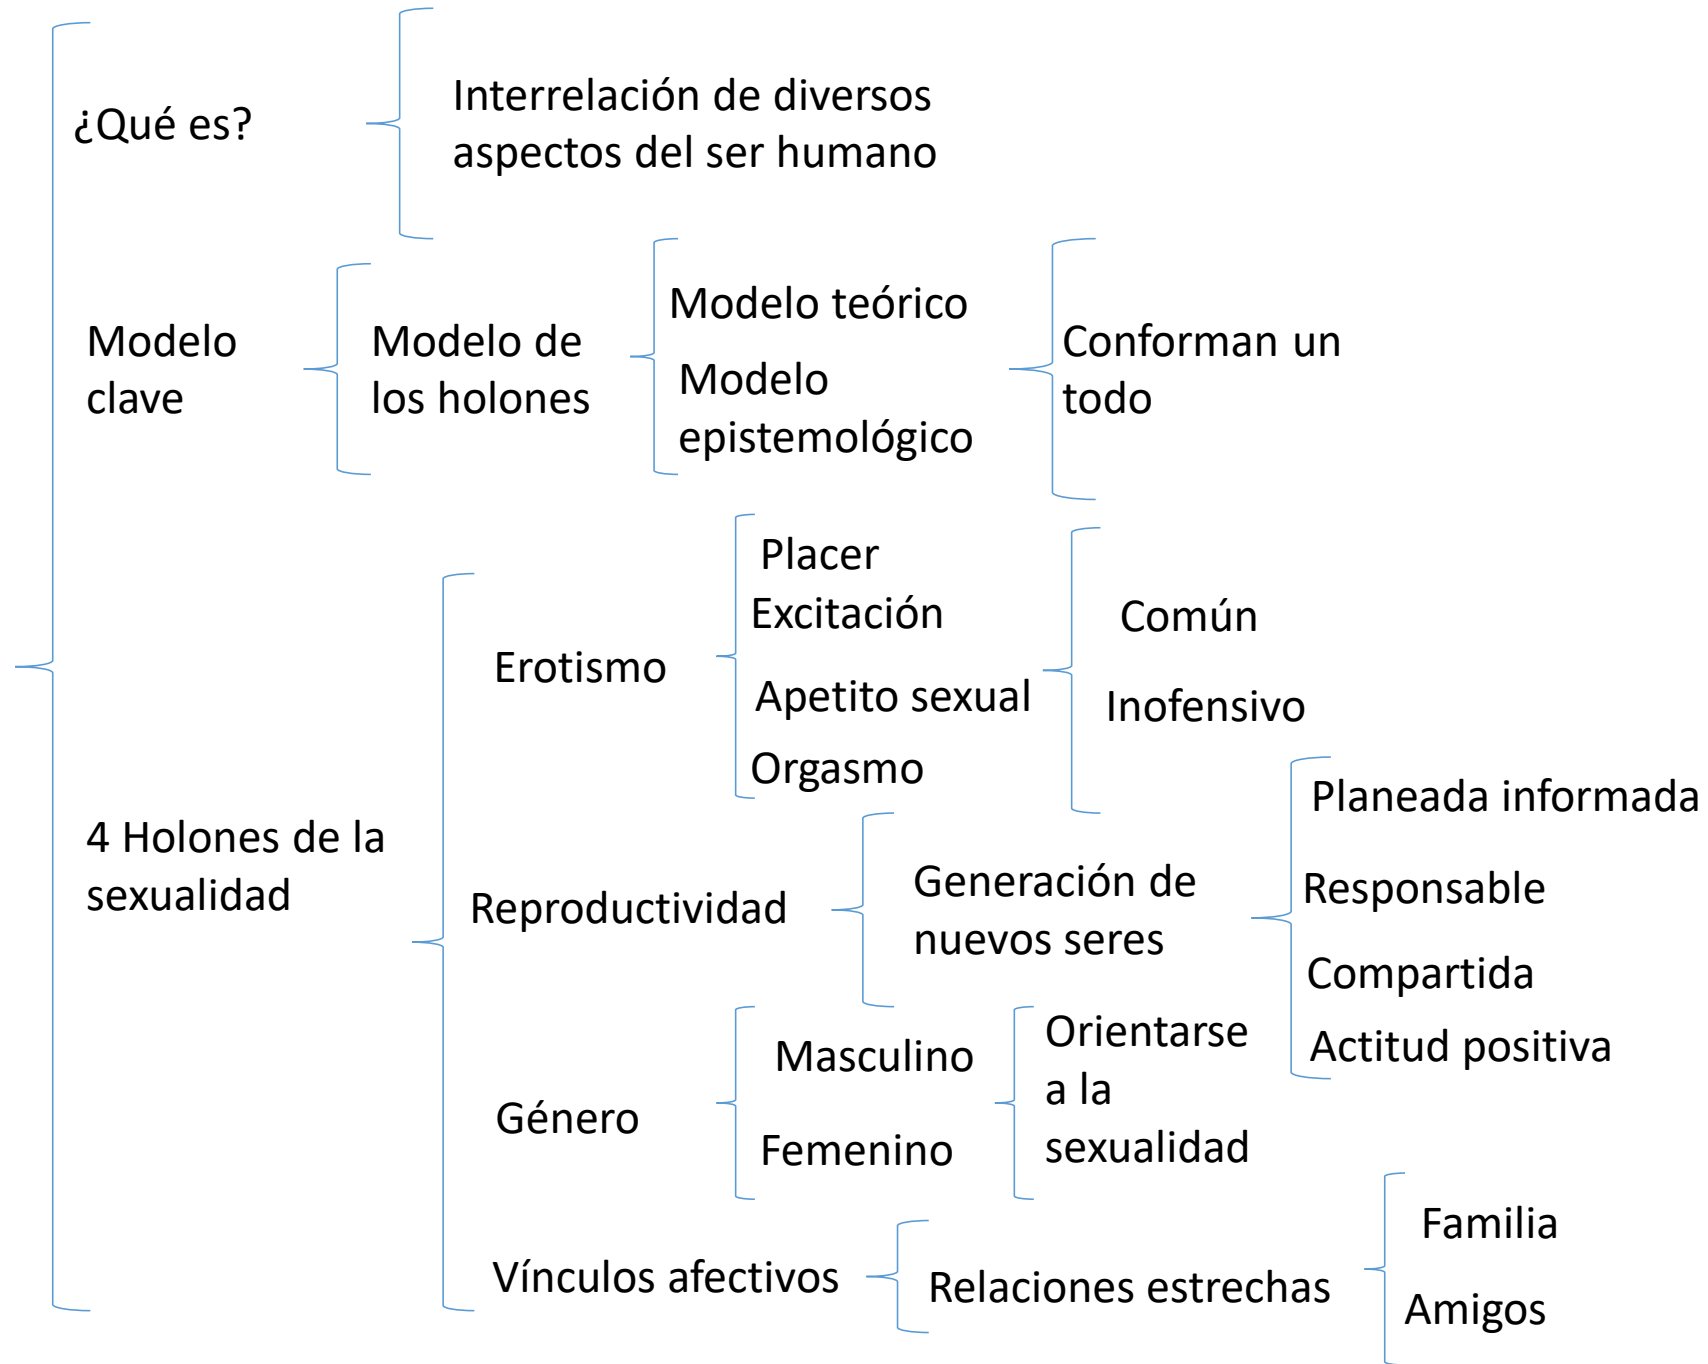 ¿Qué es?
Interrelación de diversos
aspectos del ser humano
Modelo
clave
Modelo de
los holones
Modelo teórico
Modelo
epistemológico
Conforman un
todo
4 Holones de la
sexualidad
Erotismo
Placer
Excitación
Apetito sexual
Orgasmo
Común
Inofensivo
Reproductividad
Generación de
nuevos seres
Planeada informada
Responsable
Compartida
Actitud positiva
Género
Masculino
Femenino
Orientarse
a la
sexualidad
Vínculos afectivos
Relaciones estrechas
Familia
Amigos